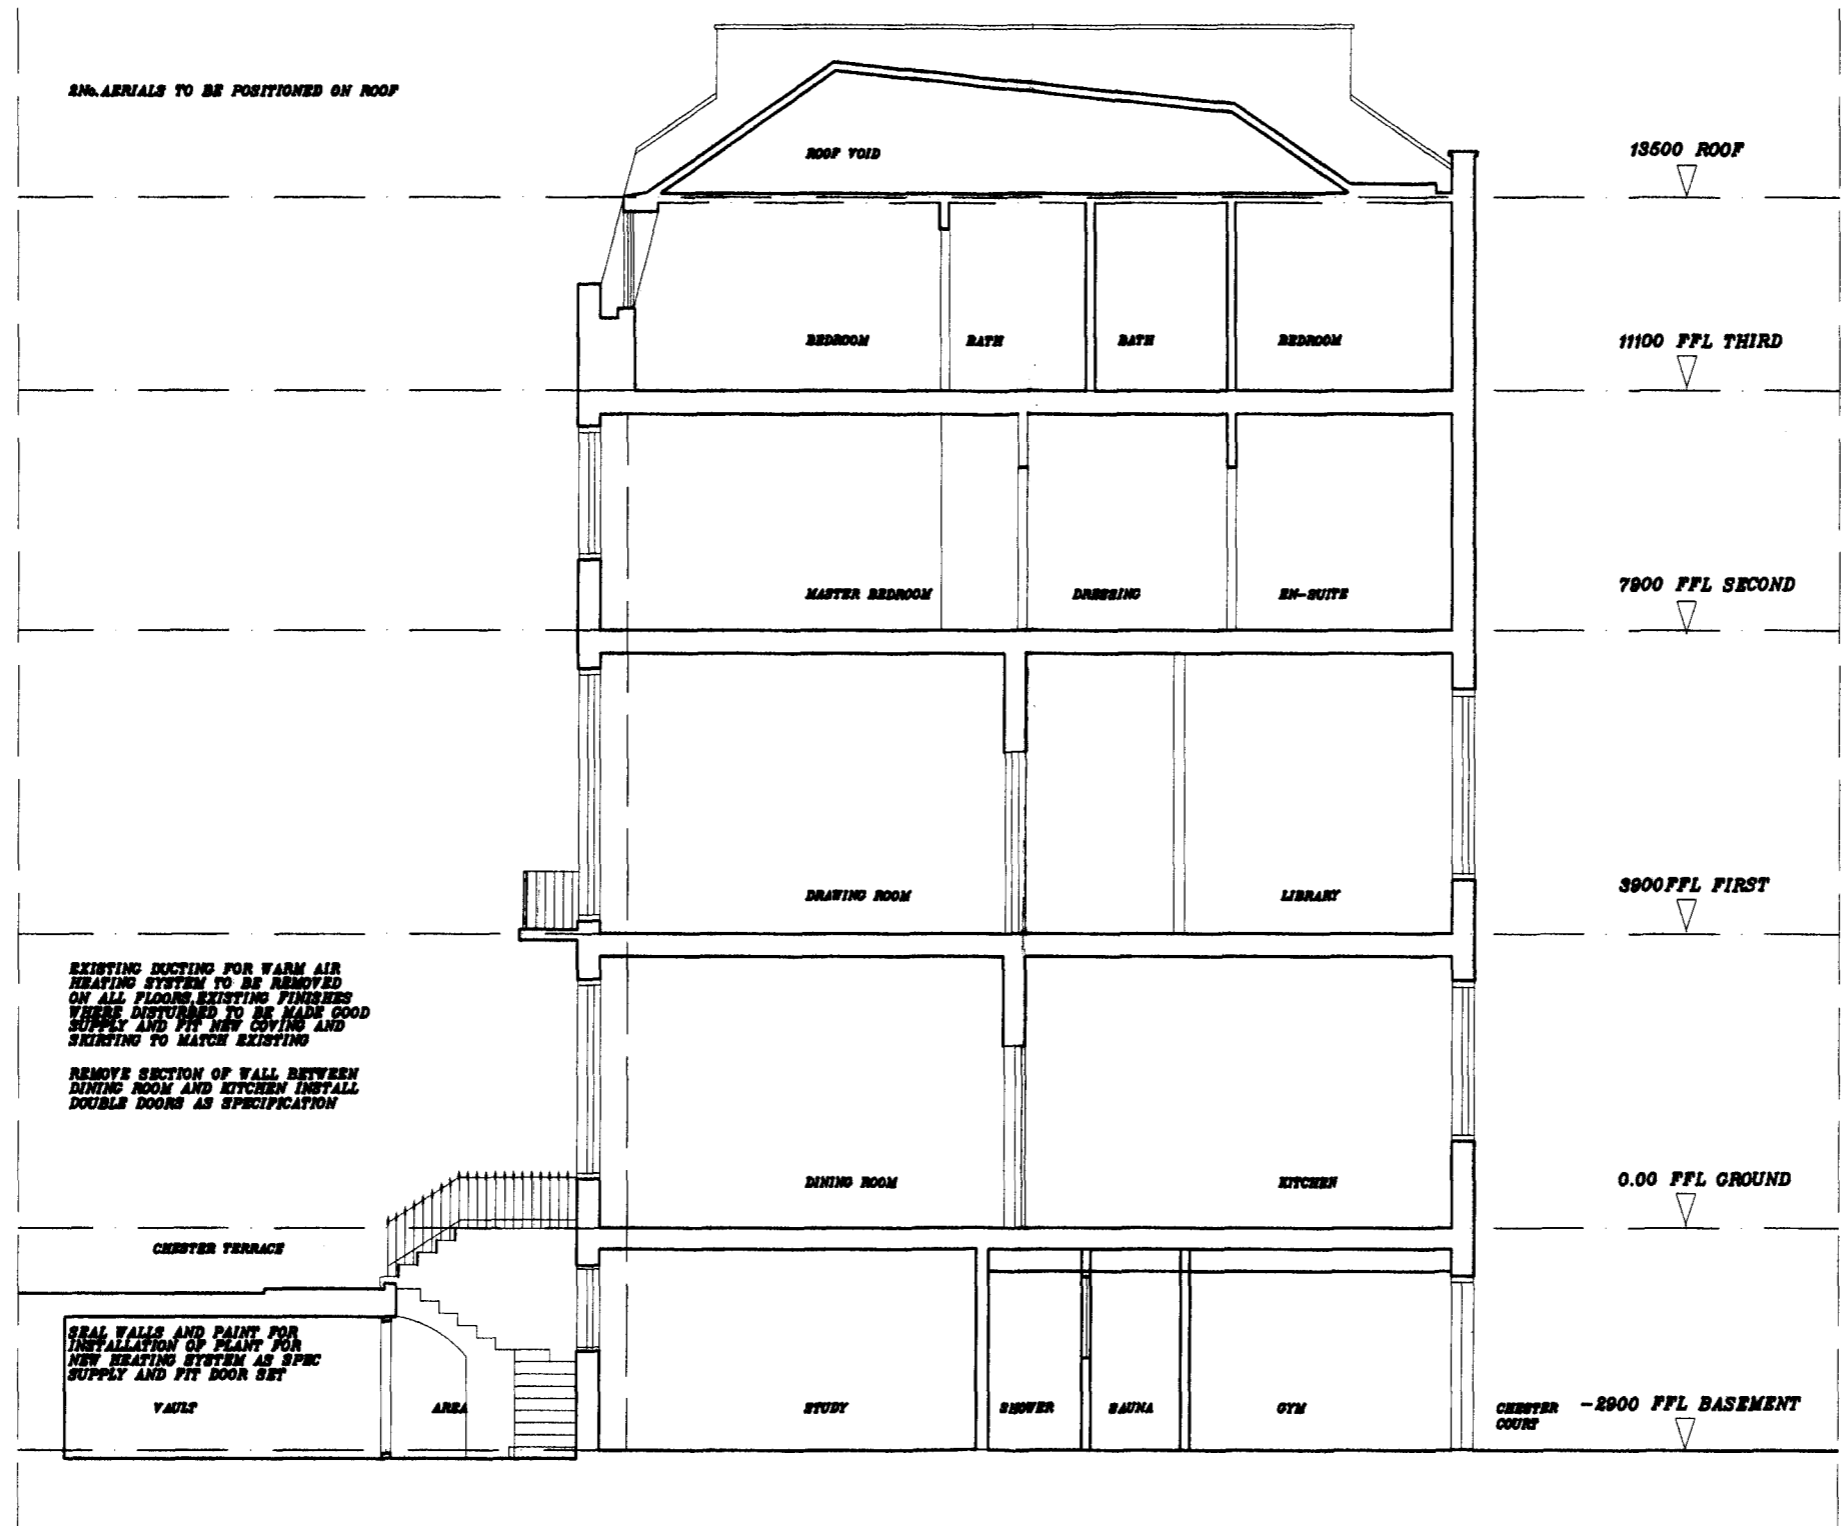 2No.AERIALS TO BE POSITIONED ON ROOF
ROOF VOID
13500 ROOF
BEDROOM
BATH
BATH
BEDROOM
11100 FFL THIRD
MASTER BEDROOM
DRESSING
EN-SUITE
7900 FFL SECOND
DRAWING ROOM
LIBRARY
3900FFL FIRST
EXISTING DUCTING FOR WARM AIR
HEATING SYSTEM TO BE REMOVED
ON ALL FLOORS.EXISTING FINISHES
WHERE DISTURBED TO BE MADE GOOD
SUPPLY AND FIT NEW COVING AND
SKIRTING TO MATCH EXISTING
REMOVE SECTION OF WALL BETWEEN
DINING ROOM AND KITCHEN INSTALL
DOUBLE DOORS AS SPECIFICATION
DINING ROOM
KITCHEN
0.00 FFL GROUND
CHESTER TERRACE
SEAL WALLS AND PAINT FOR
INSTALLATION OF PLANT FOR
NEW HEATING SYSTEM AS SPEC
SUPPLY AND FIT DOOR SET
VAULT
AREA
STUDY
SHOWER
SAUNA
GYM
CHESTER
COURT
-2900 FFL BASEMENT